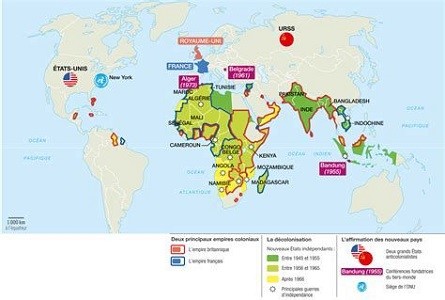 URSS
ROYAUME-UNI
FRANCE
ÉTATS-UNIS
New York
Belgrade
(1961)
Alger
(1973)
TUNISIE
MAROC
ALGÉRIE
PAKISTAN
BANGLADESH
INDE
INDOCHINE
MALI
SÉNÉGAL
CAMEROUN
CONGO
BELGE
KENYA
ANGOLA
MOZAMBIQUE
NAMIBIE
MADAGASCAR
Bandung
(1955)
OCÉAN
PACIFIQUE
OCÉAN
ATLANTIQUE
OCÉAN
INDIEN
OCÉAN
PACIFIQUE
1 000 km
à l'équateur
Deux principaux empires coloniaux
L'empire britannique
L'empire français
La décolonisation
Nouveaux États indépendants :
Entre 1945 et 1955
Entre 1956 et 1965
Après 1966
Principales guerres
d'indépendance
L'affirmation des nouveaux pays
Deux grands États
anticolonialistes
Bandung (1955)
Conférences fondatrices
du tiers-monde
Siège de l'ONU